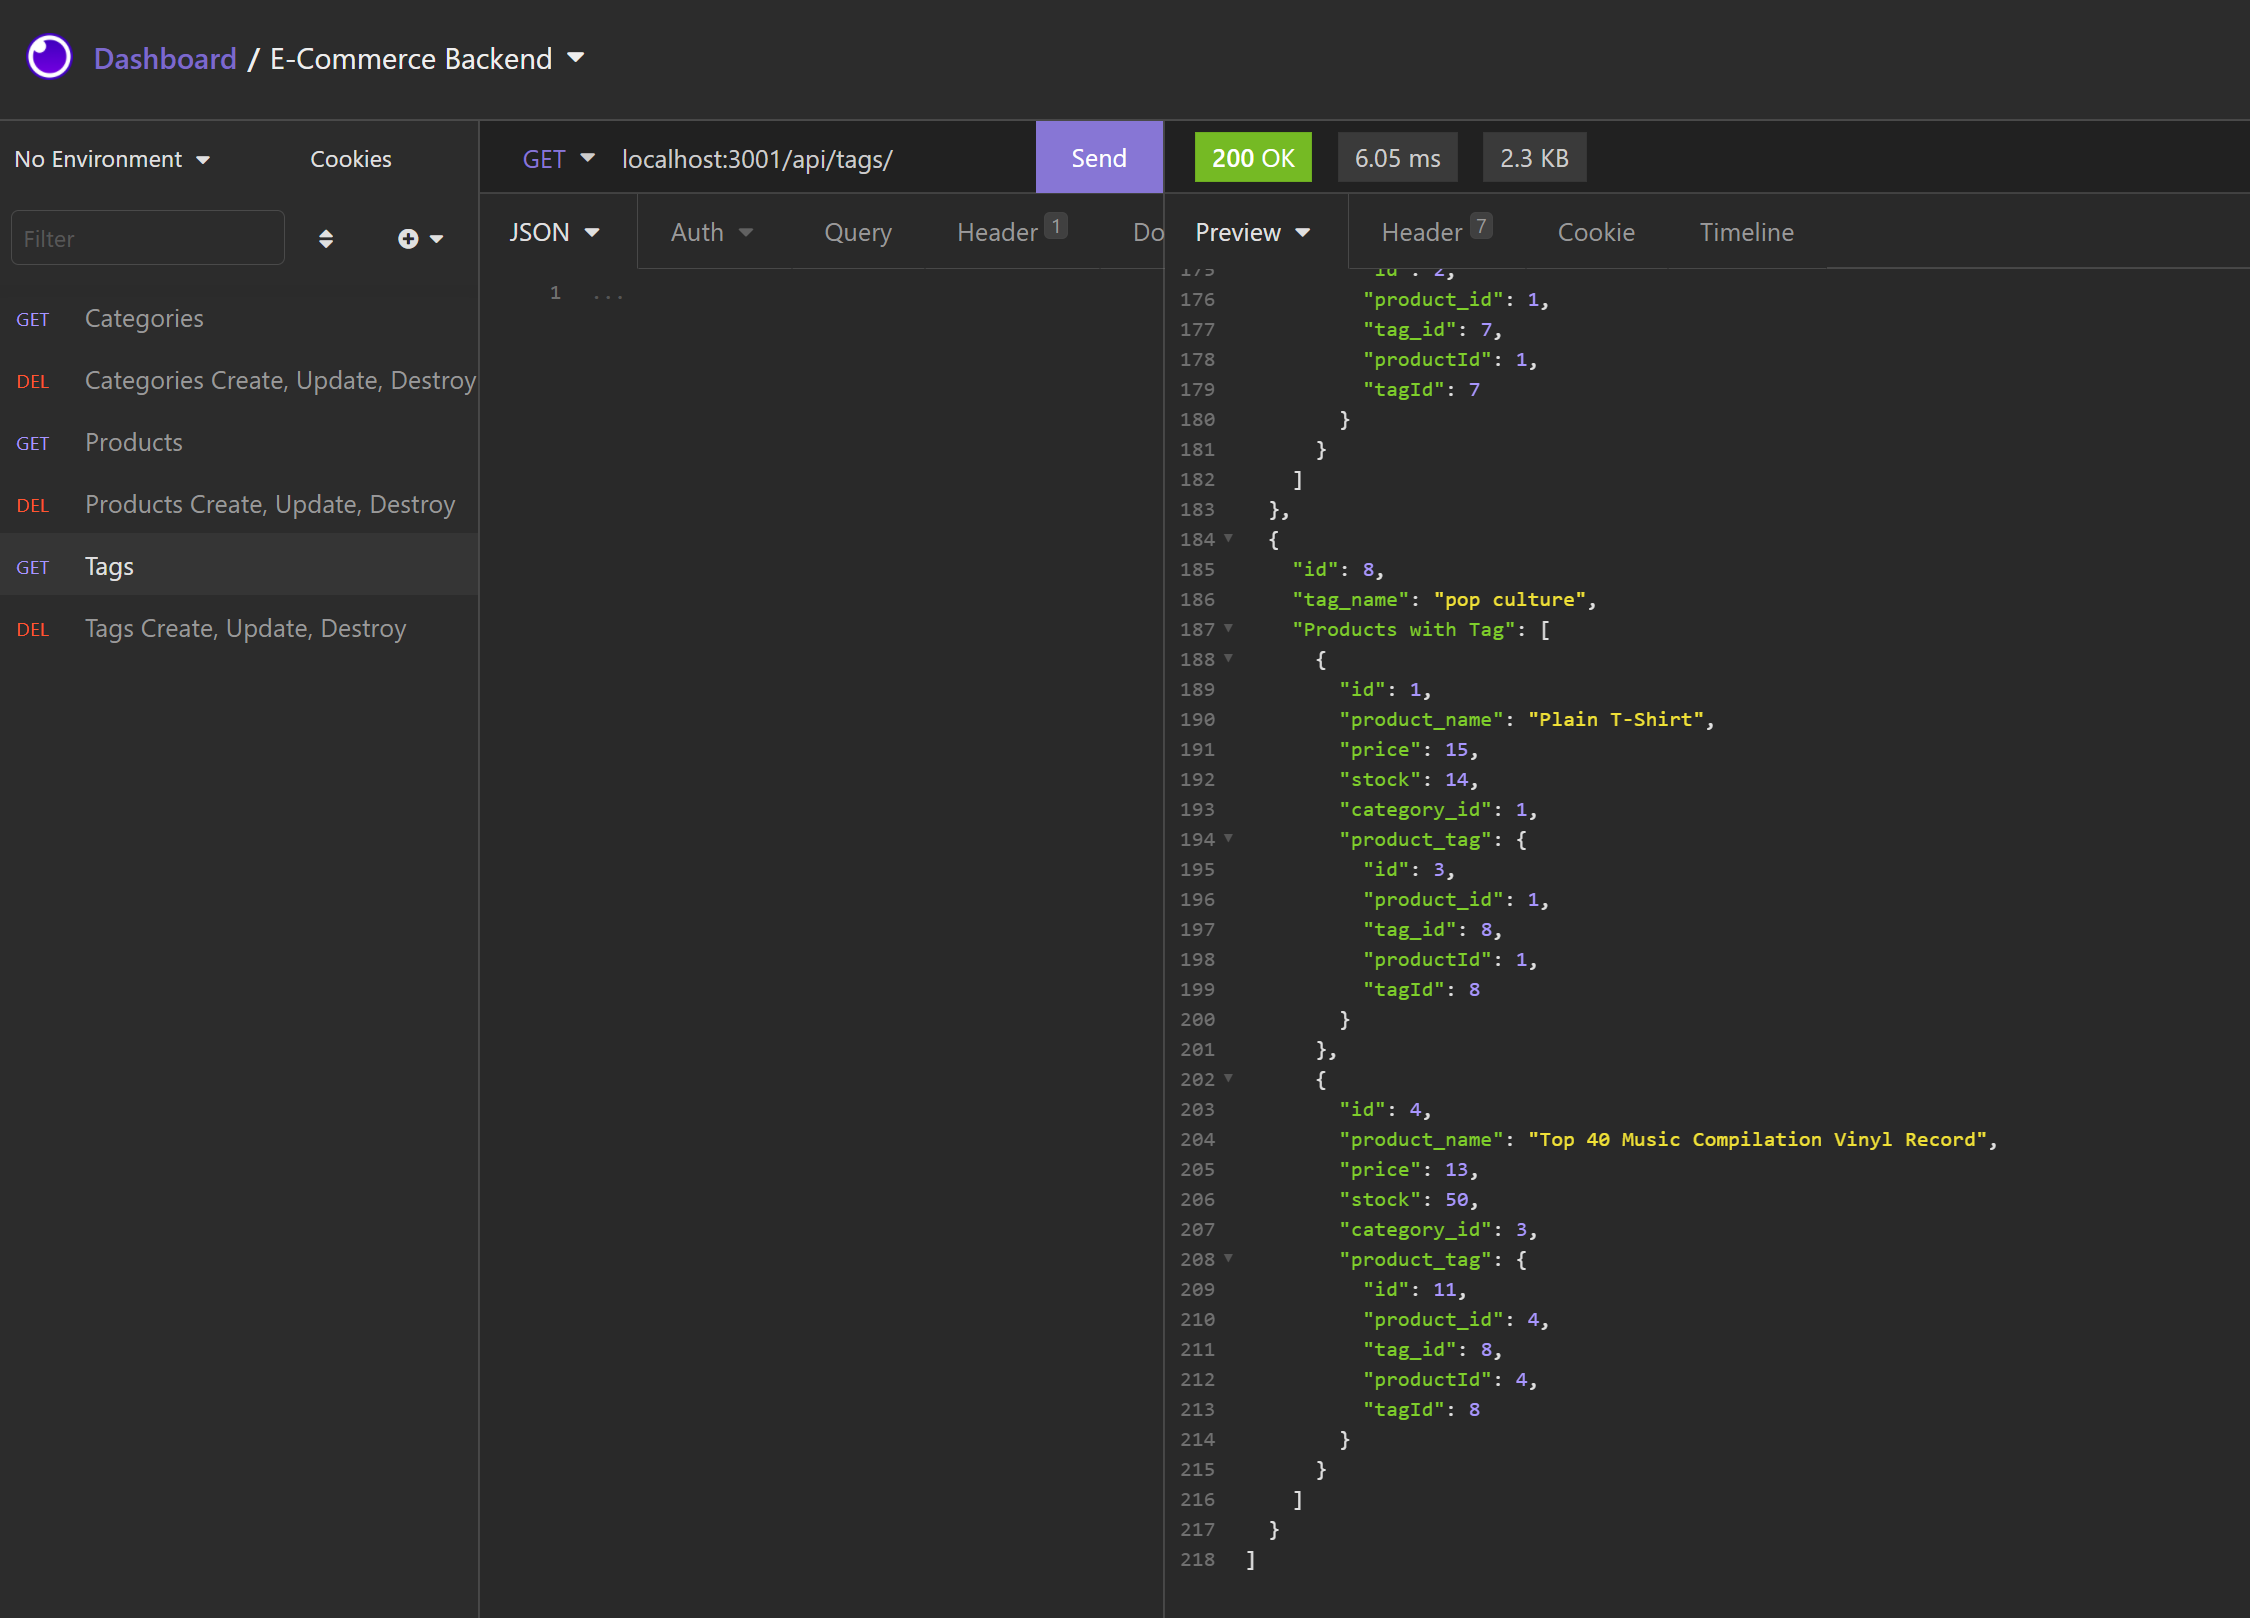 Dashboard / E-Commerce Backend
No Environment
Cookies
Filter
GET Categories
DEL Categories Create, Update, Destroy
GET Products
DEL Products Create, Update, Destroy
GET Tags
DEL Tags Create, Update, Destroy
GET localhost:3001/api/tags/ Send
JSON Auth Query Header 1 Do
1 ...
200 OK 6.05 ms 2.3 KB
Preview Header 7 Cookie Timeline
175 "id": 2,
176 "product_id": 1,
177 "tag_id": 7,
178 "productId": 1,
179 "tagId": 7
180 }
181 }
182 ]
183 },
184 {
185 "id": 8,
186 "tag_name": "pop culture",
187 "Products with Tag": [
188 {
189 "id": 1,
190 "product_name": "Plain T-Shirt",
191 "price": 15,
192 "stock": 14,
193 "category_id": 1,
194 "product_tag": {
195 "id": 3,
196 "product_id": 1,
197 "tag_id": 8,
198 "productId": 1,
199 "tagId": 8
200 }
201 },
202 {
203 "id": 4,
204 "product_name": "Top 40 Music Compilation Vinyl Record",
205 "price": 13,
206 "stock": 50,
207 "category_id": 3,
208 "product_tag": {
209 "id": 11,
210 "product_id": 4,
211 "tag_id": 8,
212 "productId": 4,
213 "tagId": 8
214 }
215 }
216 ]
217 }
218 ]